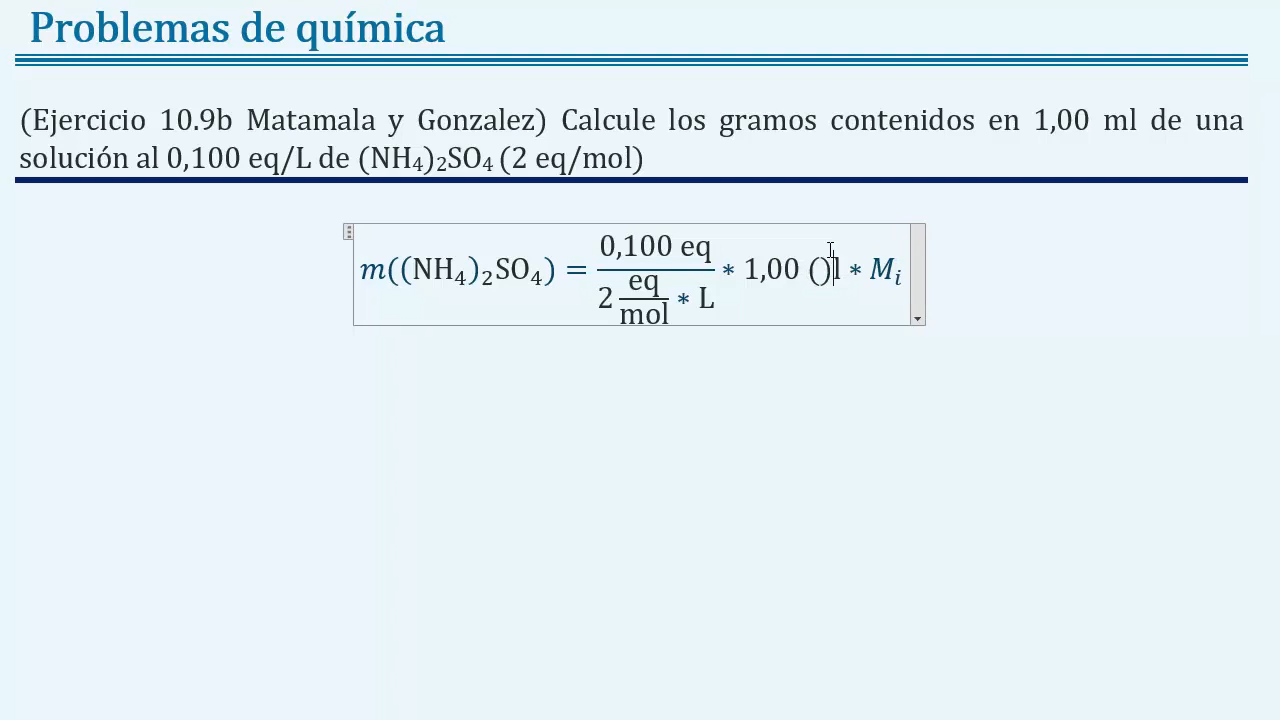 Problemas de química
(Ejercicio 10.9b Matamala y Gonzalez) Calcule los gramos contenidos en 1,00 ml de una
solución al 0,100 eq/L de (NH₄)₂SO₄ (2 eq/mol)
m((NH₄)₂SO₄) = 0,100 eq / 2 eq/mol * L * 1,00 ()l * Mᵢ